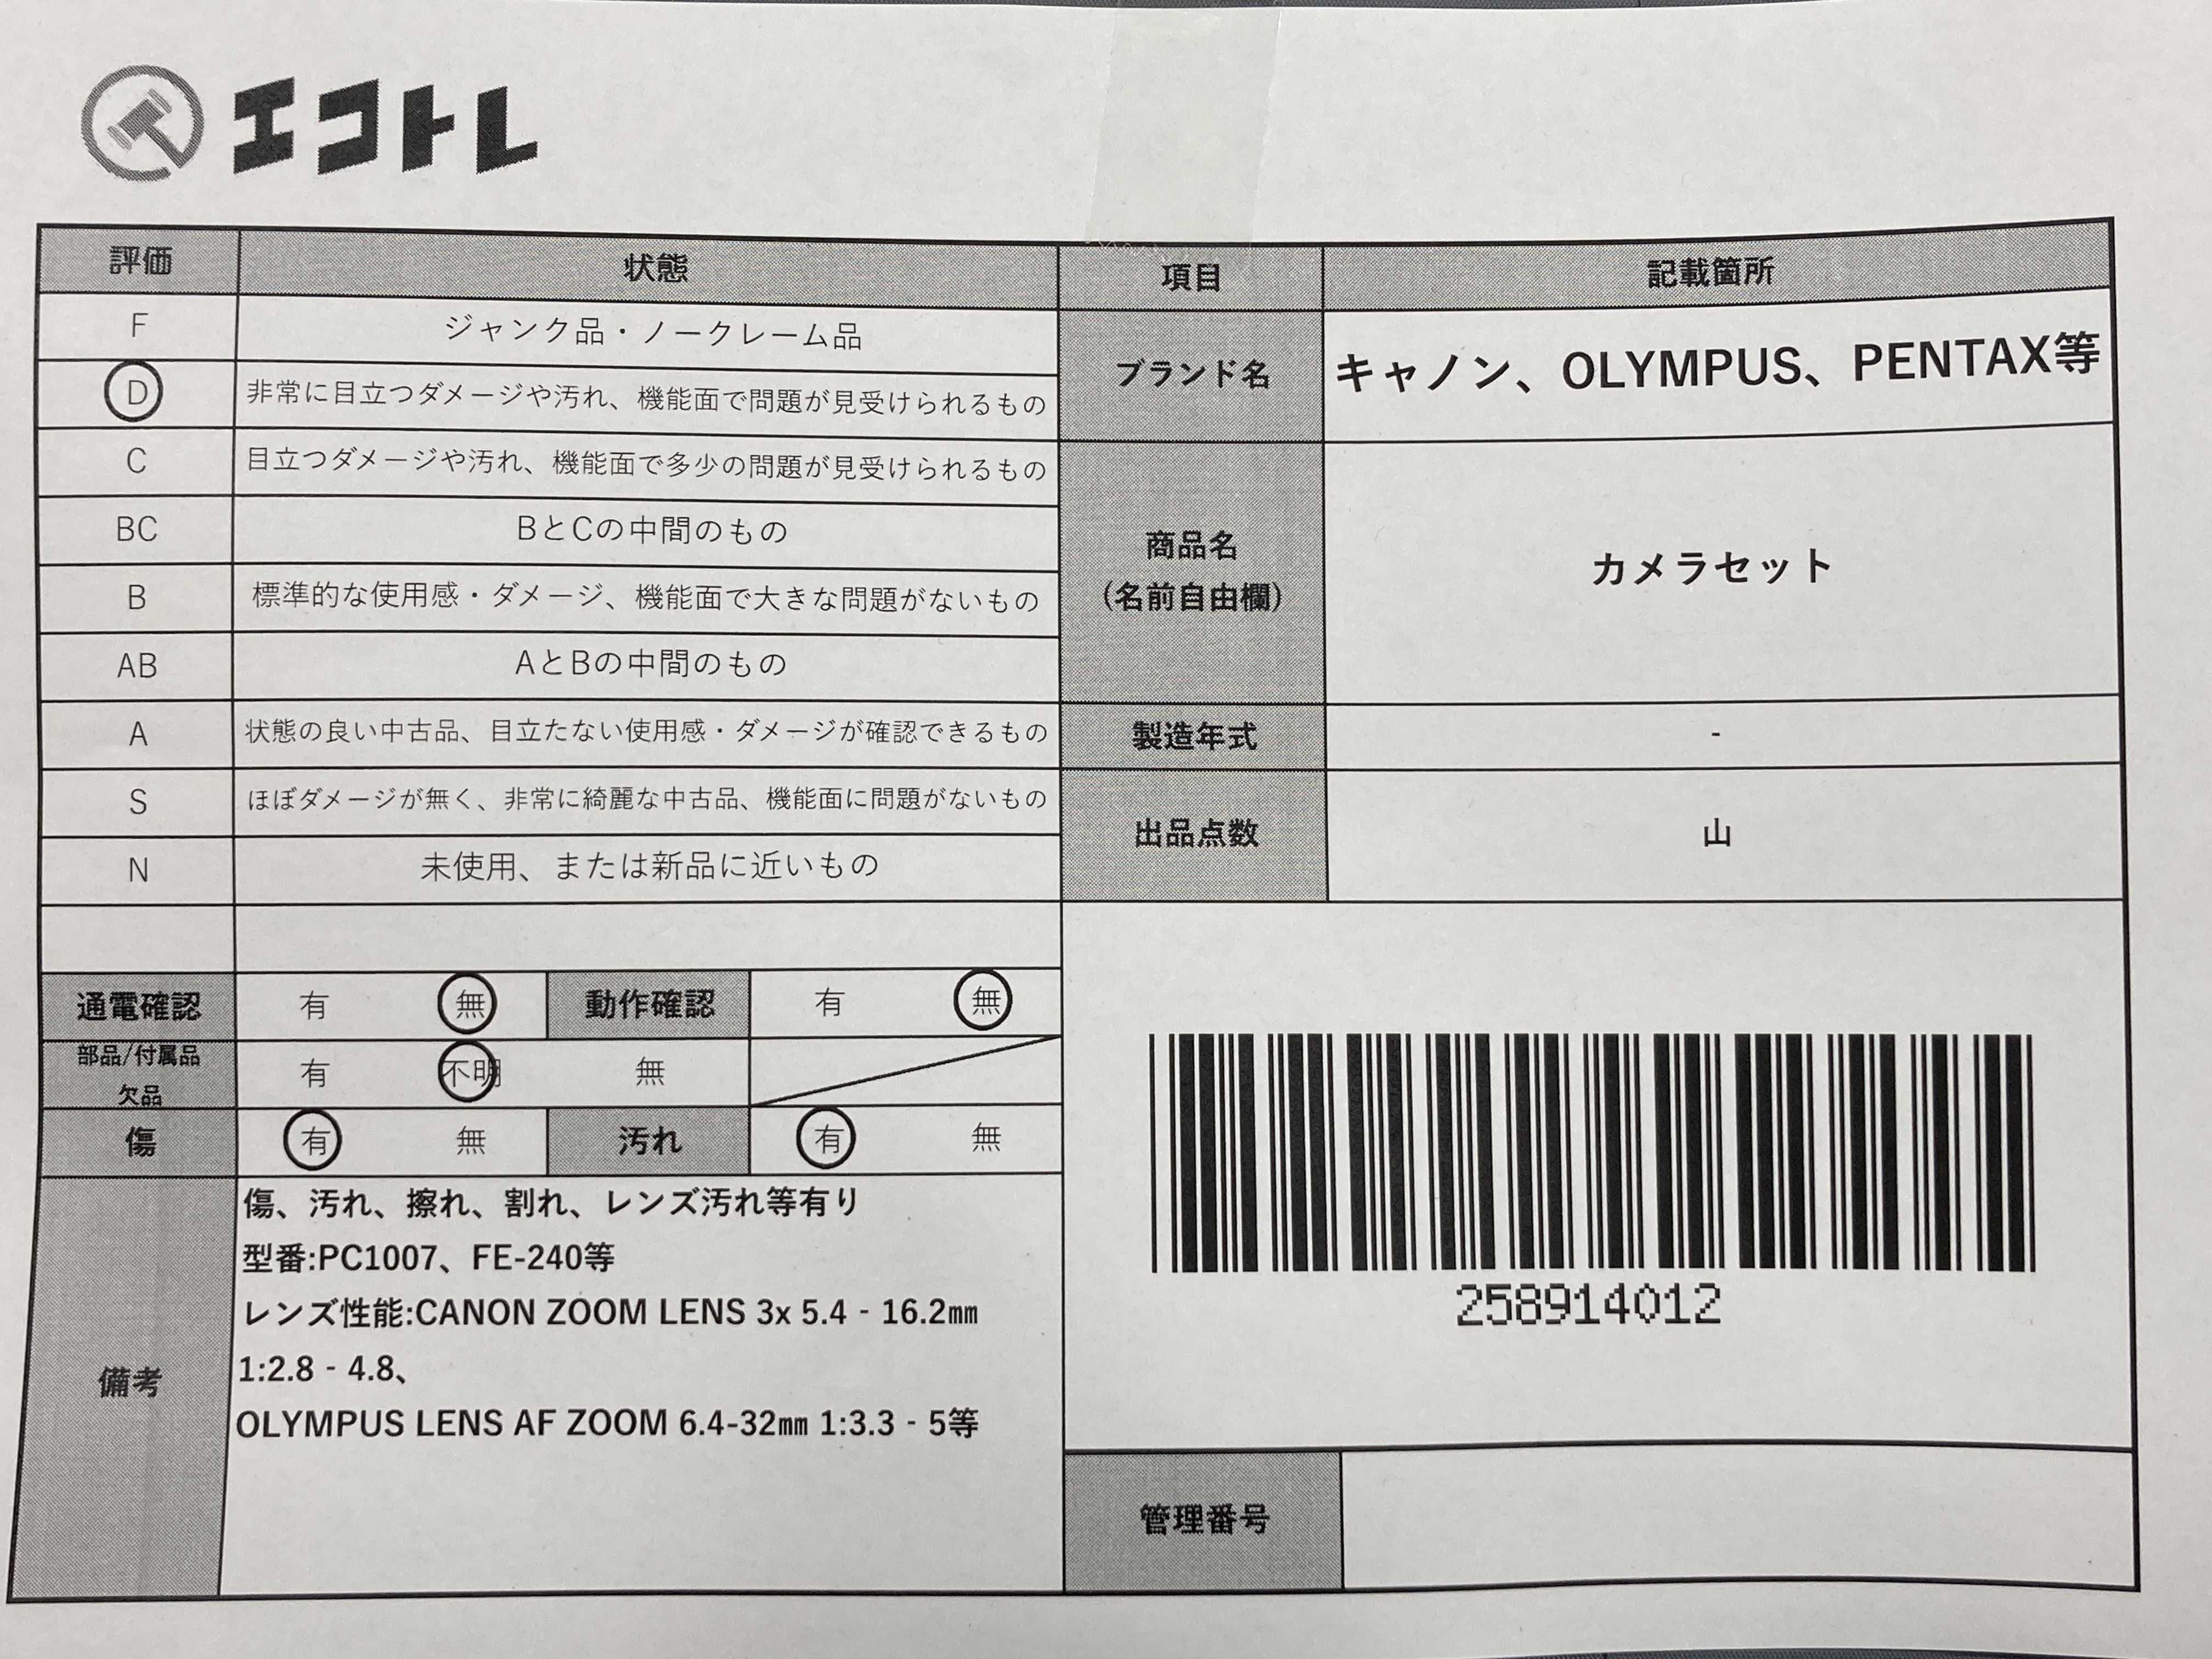 エコトレ
評価 状態 項目 記載箇所
F ジャンク品・ノークレーム品
D 非常に目立つダメージや汚れ、機能面で問題が見受けられるもの
ブランド名 キャノン、OLYMPUS、PENTAX等
C 目立つダメージや汚れ、機能面で多少の問題が見受けられるもの
BC BとCの中間のもの
商品名
(名前自由欄)
カメラセット
B 標準的な使用感・ダメージ、機能面で大きな問題がないもの
AB AとBの中間のもの
A 状態の良い中古品、目立たない使用感・ダメージが確認できるもの
製造年式 -
S ほぼダメージが無く、非常に綺麗な中古品、機能面に問題がないもの
出品点数 山
N 未使用、または新品に近いもの
通電確認 有 無 動作確認 有 無
部品/付属品
欠品
有 不明 無
傷 有 無 汚れ 有 無
備考
傷、汚れ、擦れ、割れ、レンズ汚れ等有り
型番:PC1007、FE-240等
レンズ性能:CANON ZOOM LENS 3x 5.4 - 16.2㎜
1:2.8 - 4.8、
OLYMPUS LENS AF ZOOM 6.4-32㎜ 1:3.3 - 5等
258914012
管理番号